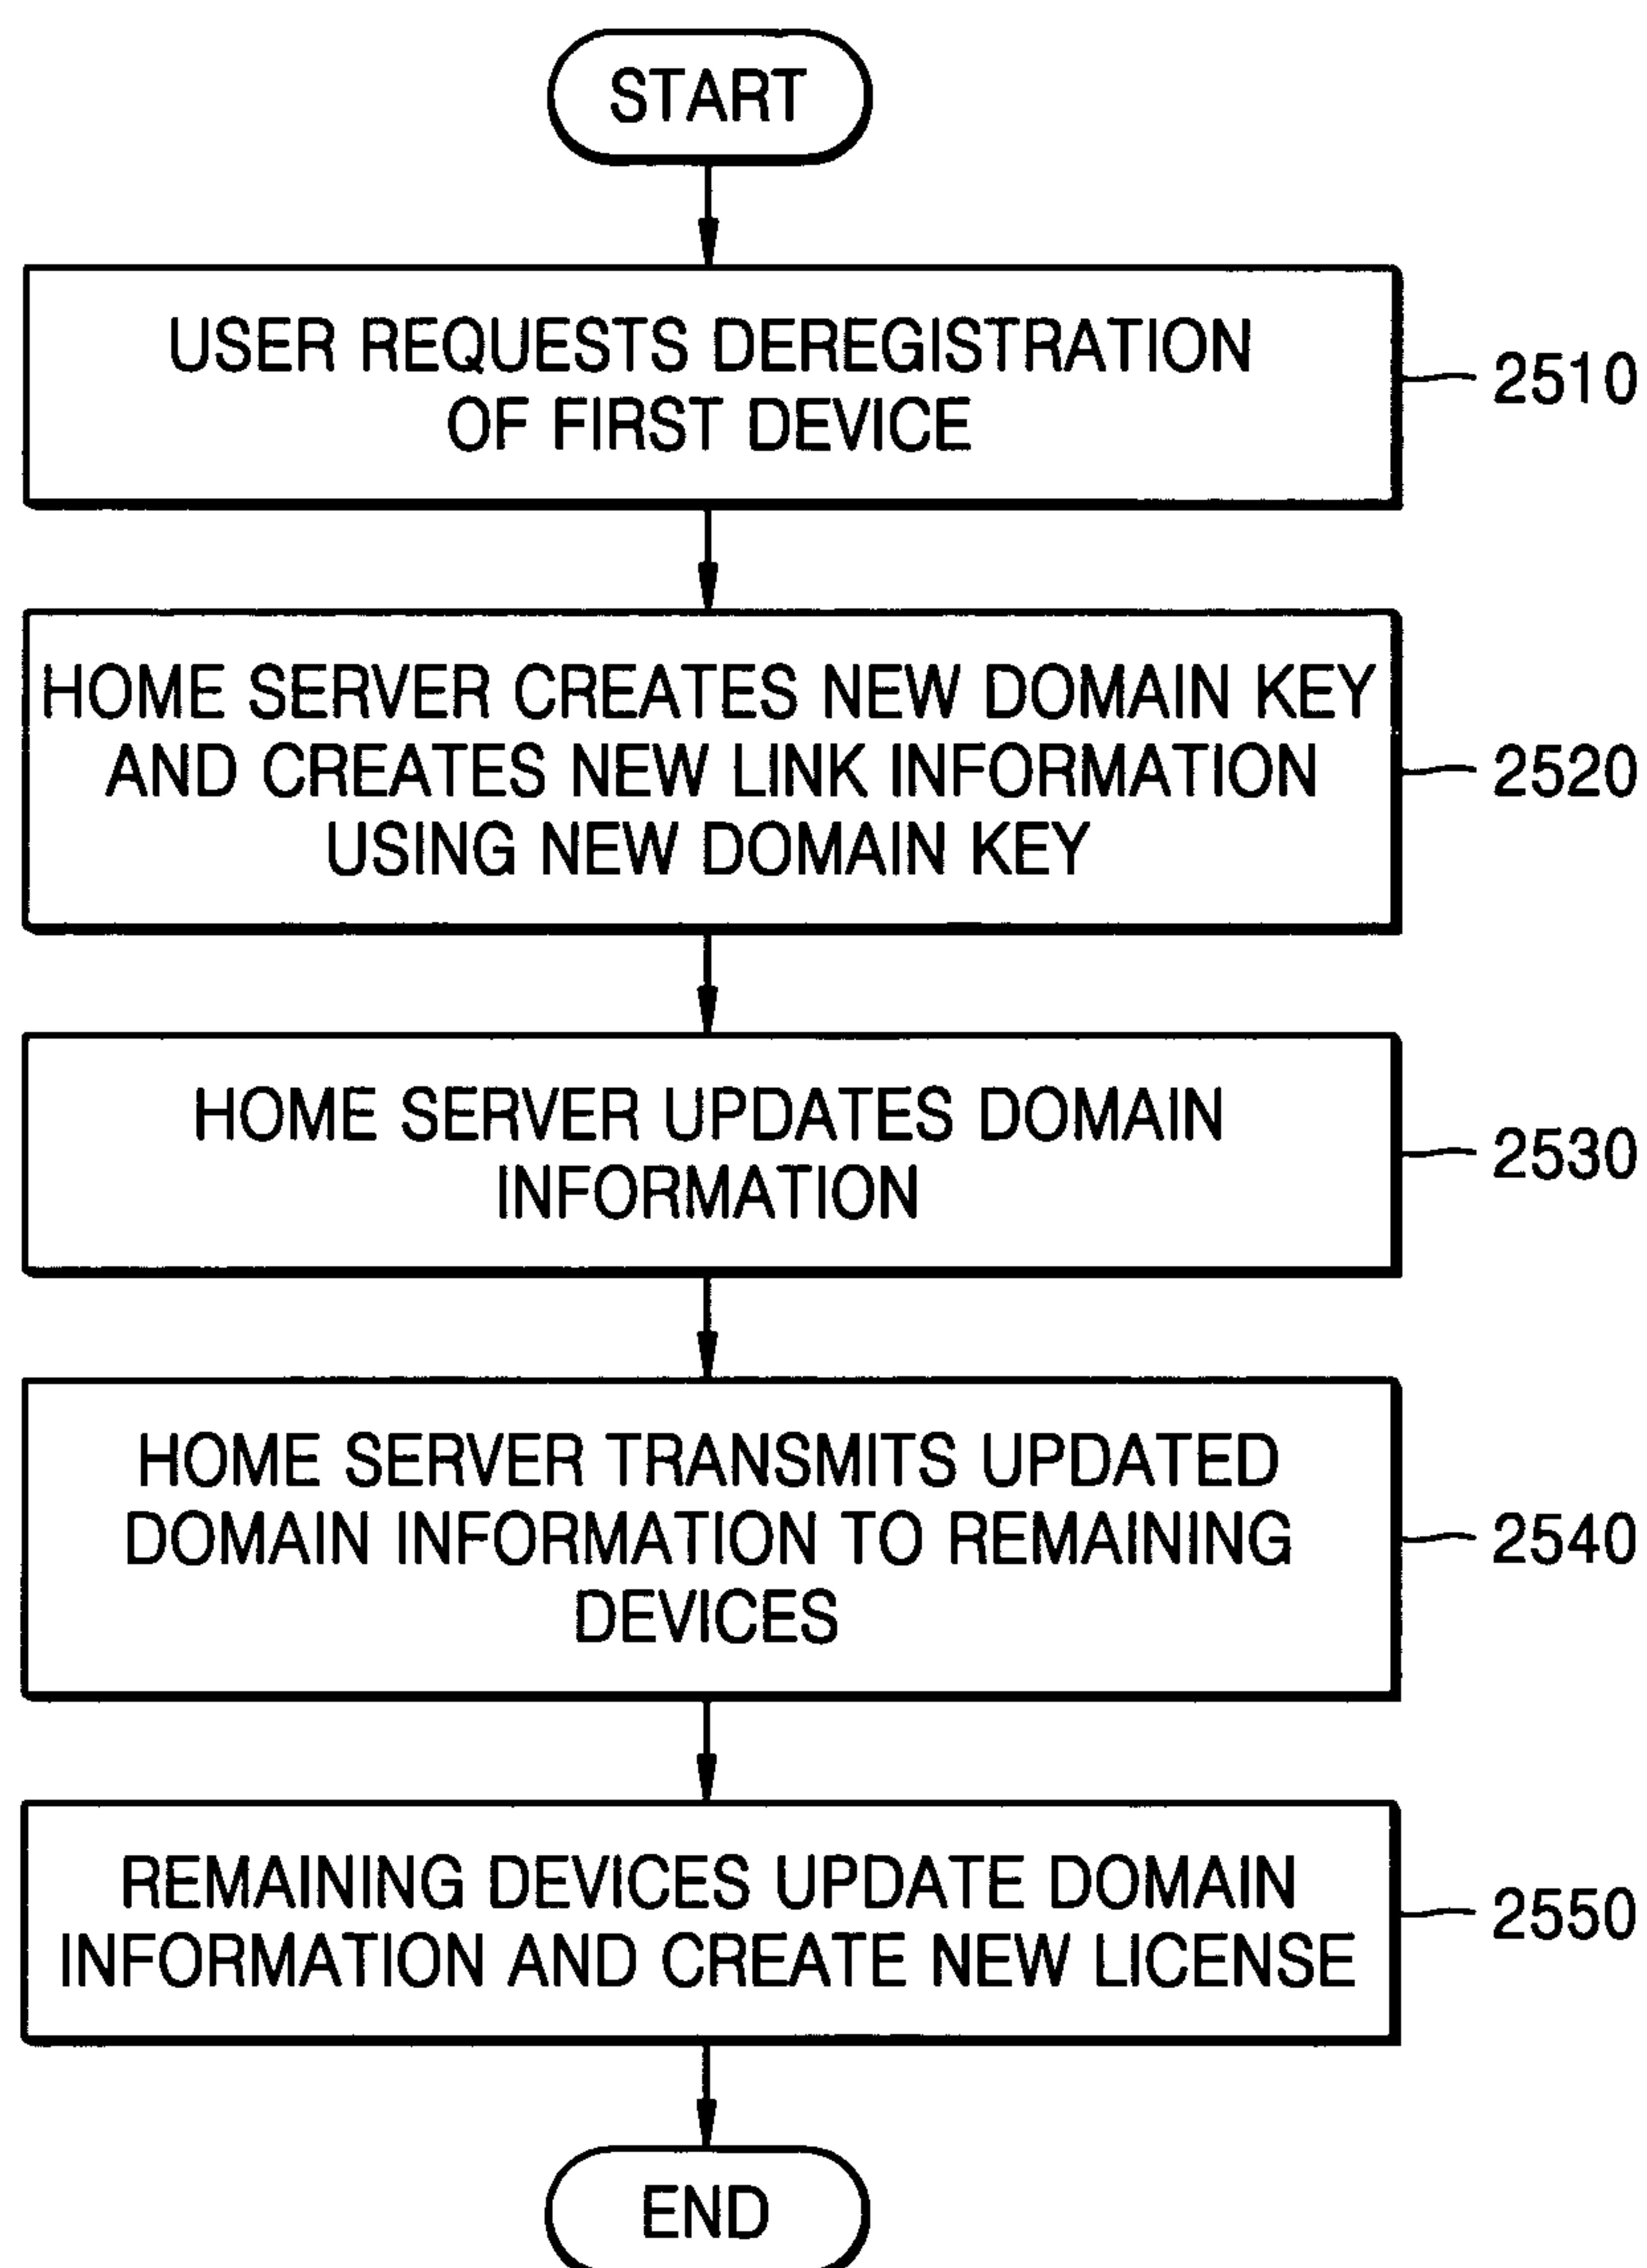 START
USER REQUESTS DEREGISTRATION
OF FIRST DEVICE
2510
HOME SERVER CREATES NEW DOMAIN KEY
AND CREATES NEW LINK INFORMATION
USING NEW DOMAIN KEY
2520
HOME SERVER UPDATES DOMAIN
INFORMATION
2530
HOME SERVER TRANSMITS UPDATED
DOMAIN INFORMATION TO REMAINING
DEVICES
2540
REMAINING DEVICES UPDATE DOMAIN
INFORMATION AND CREATE NEW LICENSE
2550
END